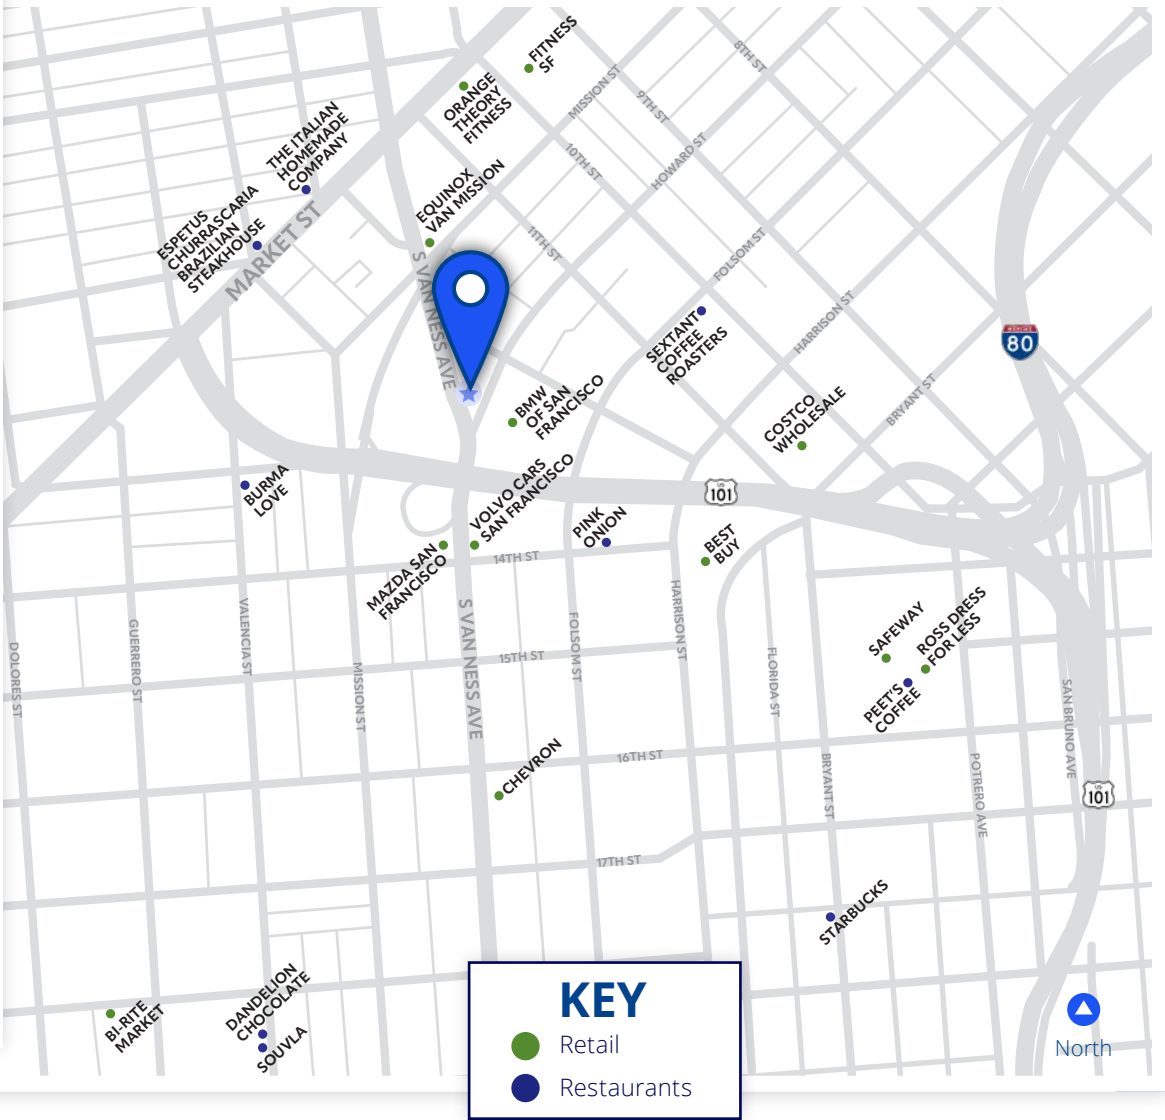 FITNESS
SF
8TH ST
ORANGE
THEORY
FITNESS
MISSION ST
9TH ST
THE ITALIAN
HOMEMADE
COMPANY
10TH ST
HOWARD ST
EQUINOX
VAN MISSION
ESPETUS
CHURRASCARIA
BRAZILIAN
STEAKHOUSE
MARKET ST
11TH ST
FOLSOM ST
S VAN NESS AVE
SEXTANT
COFFEE
ROASTERS
HARRISON ST
80
BMW
OF SAN
FRANCISCO
COSTCO
WHOLESALE
BRYANT ST
BURMA
LOVE
VOLVO CARS
SAN FRANCISCO
US
101
PINK
ONION
BEST
BUY
MAZDA SAN
FRANCISCO
14TH ST
DOLORES ST
GUERRERO ST
VALENCIA ST
MISSION ST
S VAN NESS AVE
FOLSOM ST
HARRISON ST
FLORIDA ST
15TH ST
SAFEWAY
ROSS DRESS
FOR LESS
PEET'S
COFFEE
SAN BRUNO AVE
CHEVRON
16TH ST
BRYANT ST
POTRERO AVE
US
101
17TH ST
STARBUCKS
BI-RITE
MARKET
DANDELION
CHOCOLATE
SOUVLA
KEY
Retail
Restaurants
North